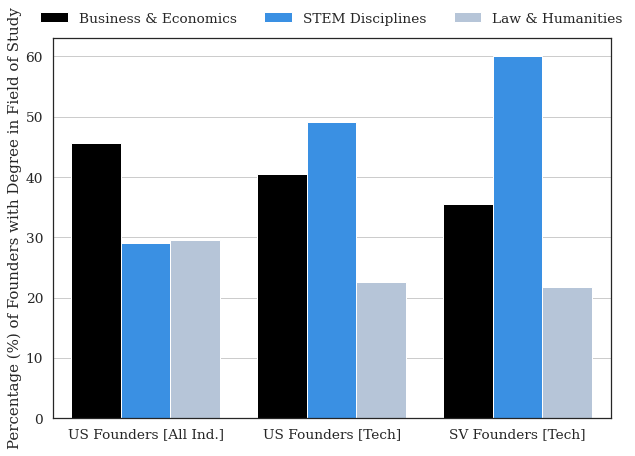 Business & Economics
STEM Disciplines
Law & Humanities
Percentage (%) of Founders with Degree in Field of Study
60
50
40
30
20
10
0
US Founders [All Ind.]
US Founders [Tech]
SV Founders [Tech]